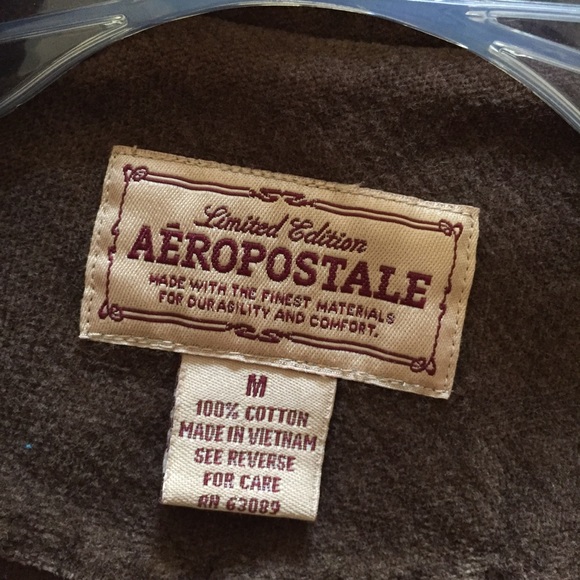 Limited Edition
AĒROPOSTALE
MADE WITH THE FINEST MATERIALS
FOR DURABILITY AND COMFORT.
M
100% COTTON
MADE IN VIETNAM
SEE REVERSE
FOR CARE
RN 63089